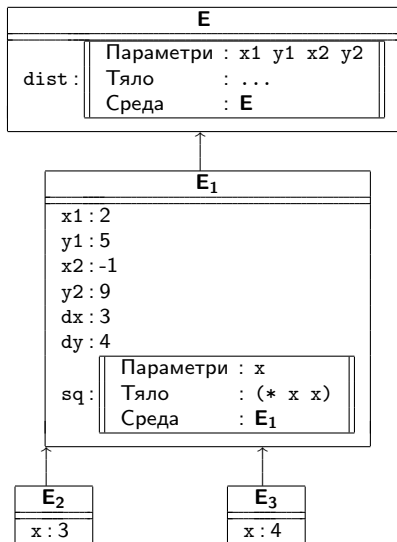 E
Параметри : x1 y1 x2 y2
dist : Тяло : ...
Среда : E
E1
x1 : 2
y1 : 5
x2 : -1
y2 : 9
dx : 3
dy : 4
Параметри : x
sq : Тяло : (* x x)
Среда : E1
E2 E3
x : 3 x : 4